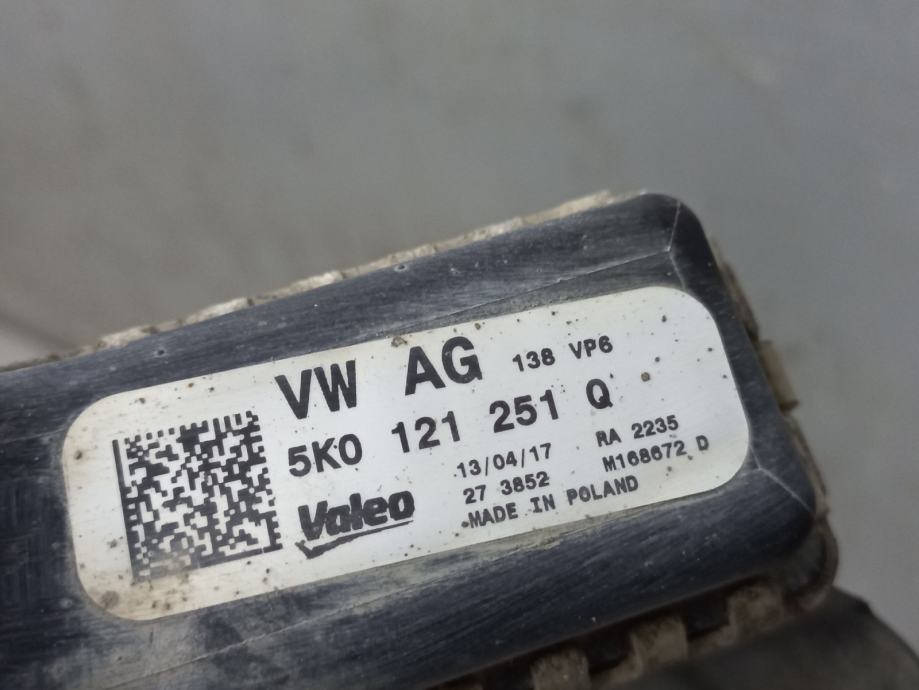 VW AG 138 VP6
5K0 121 251 Q
13/04/17 RA 2235
27 3852 M168672 D
Valeo MADE IN POLAND